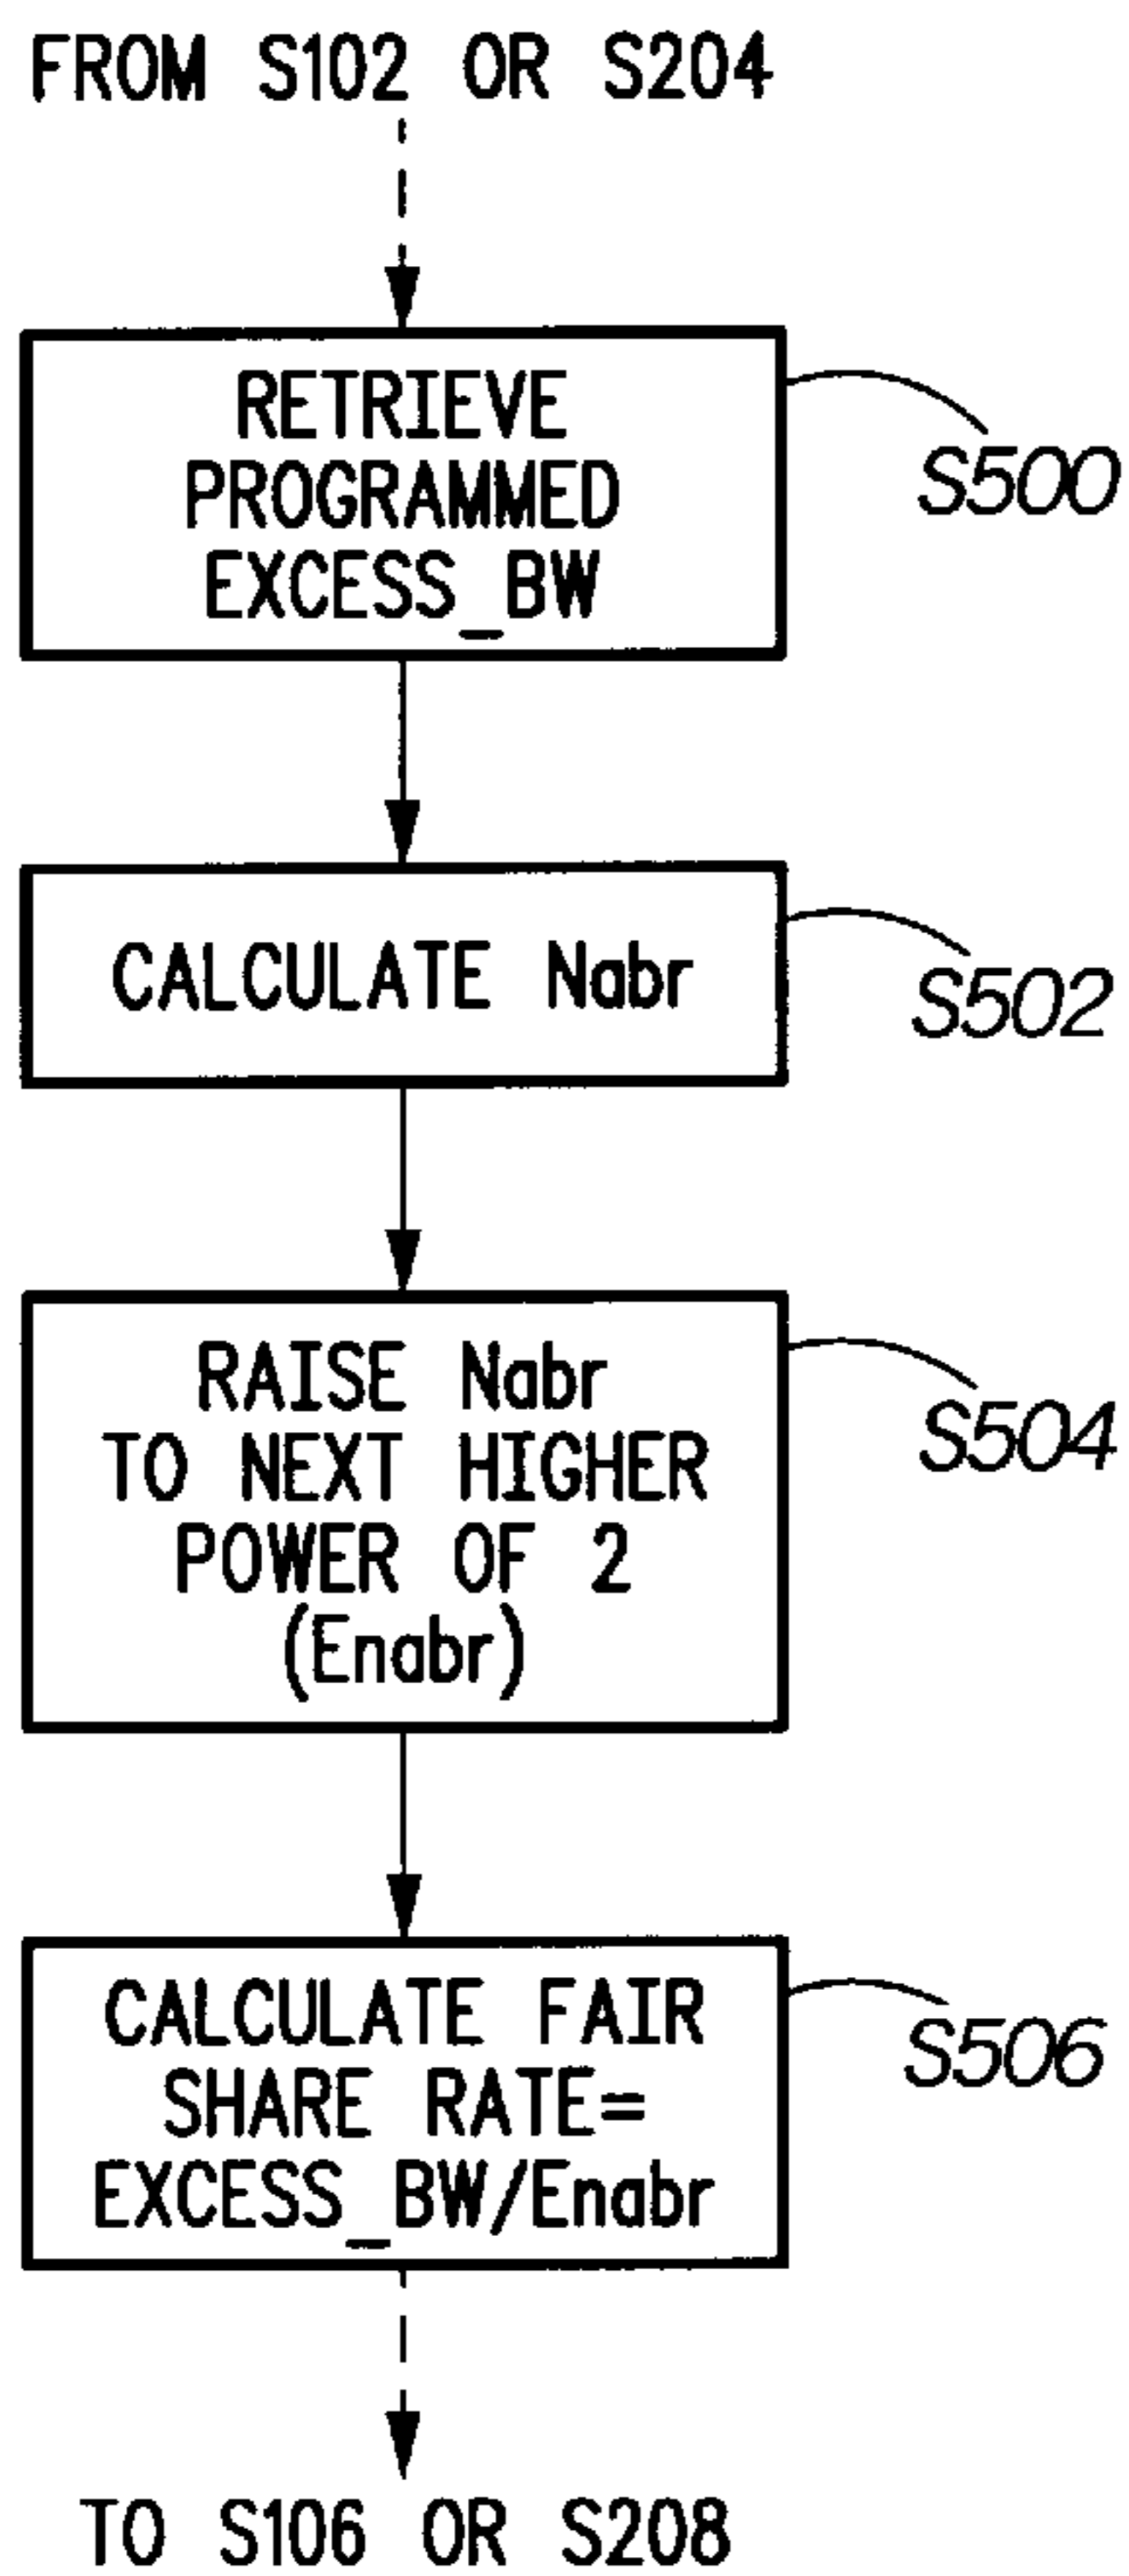 FROM S102 OR S204
RETRIEVE
PROGRAMMED
EXCESS_BW
S500
CALCULATE Nabr
S502
RAISE Nabr
TO NEXT HIGHER
POWER OF 2
(Enabr)
S504
CALCULATE FAIR
SHARE RATE=
EXCESS_BW/Enabr
S506
TO S106 OR S208